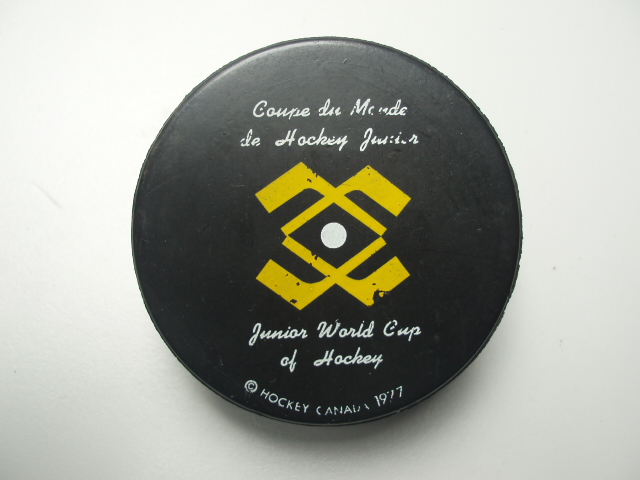 Coupe du Monde
de Hockey Junior
Junior World Cup
of Hockey
© HOCKEY CANADA 1977